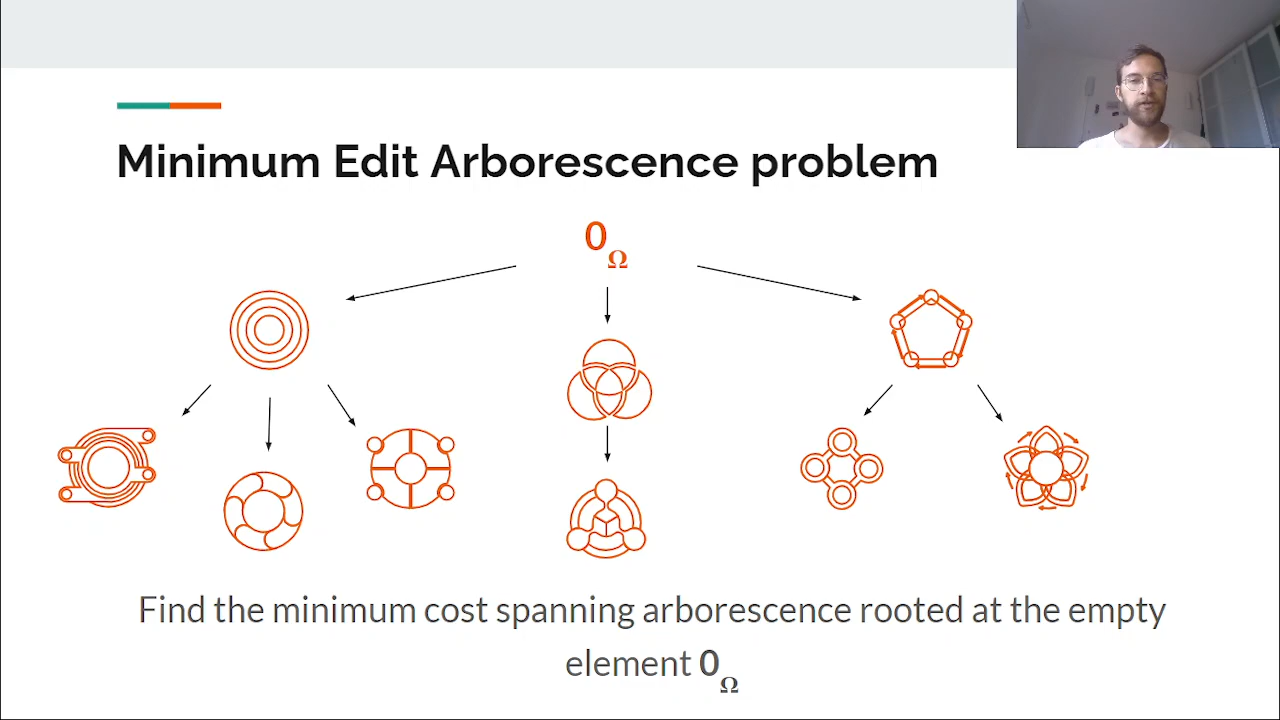 Minimum Edit Arborescence problem
0Ω
Find the minimum cost spanning arborescence rooted at the empty
element 0Ω